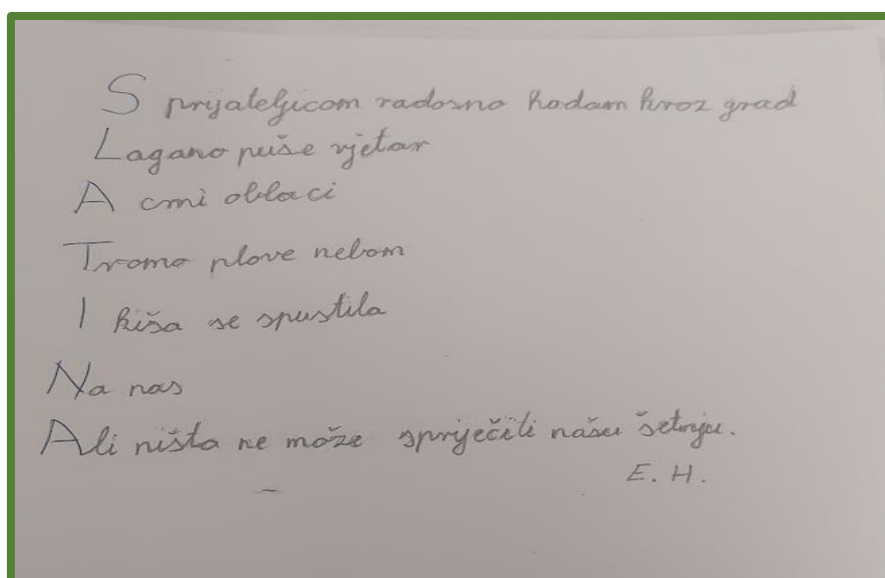 S prijateljicom radosno hodam kroz grad
Lagano puše vjetar
A crni oblaci
Tromo plove nebom
I kiša se spustila
Na nas
Ali ništa ne može spriječiti našu šetnju.
E. H.